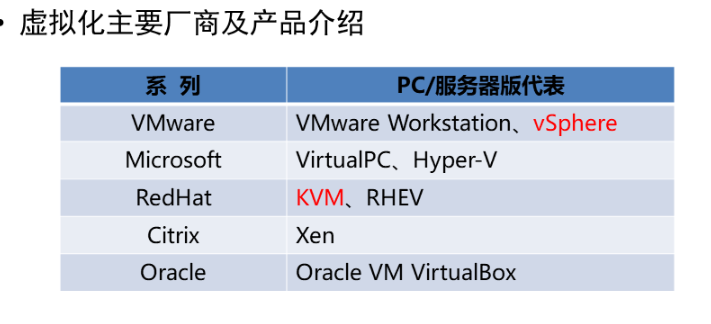 • 虚拟化主要厂商及产品介绍
系 列 PC/服务器版代表
VMware VMware Workstation、vSphere
Microsoft VirtualPC、Hyper-V
RedHat KVM、RHEV
Citrix Xen
Oracle Oracle VM VirtualBox